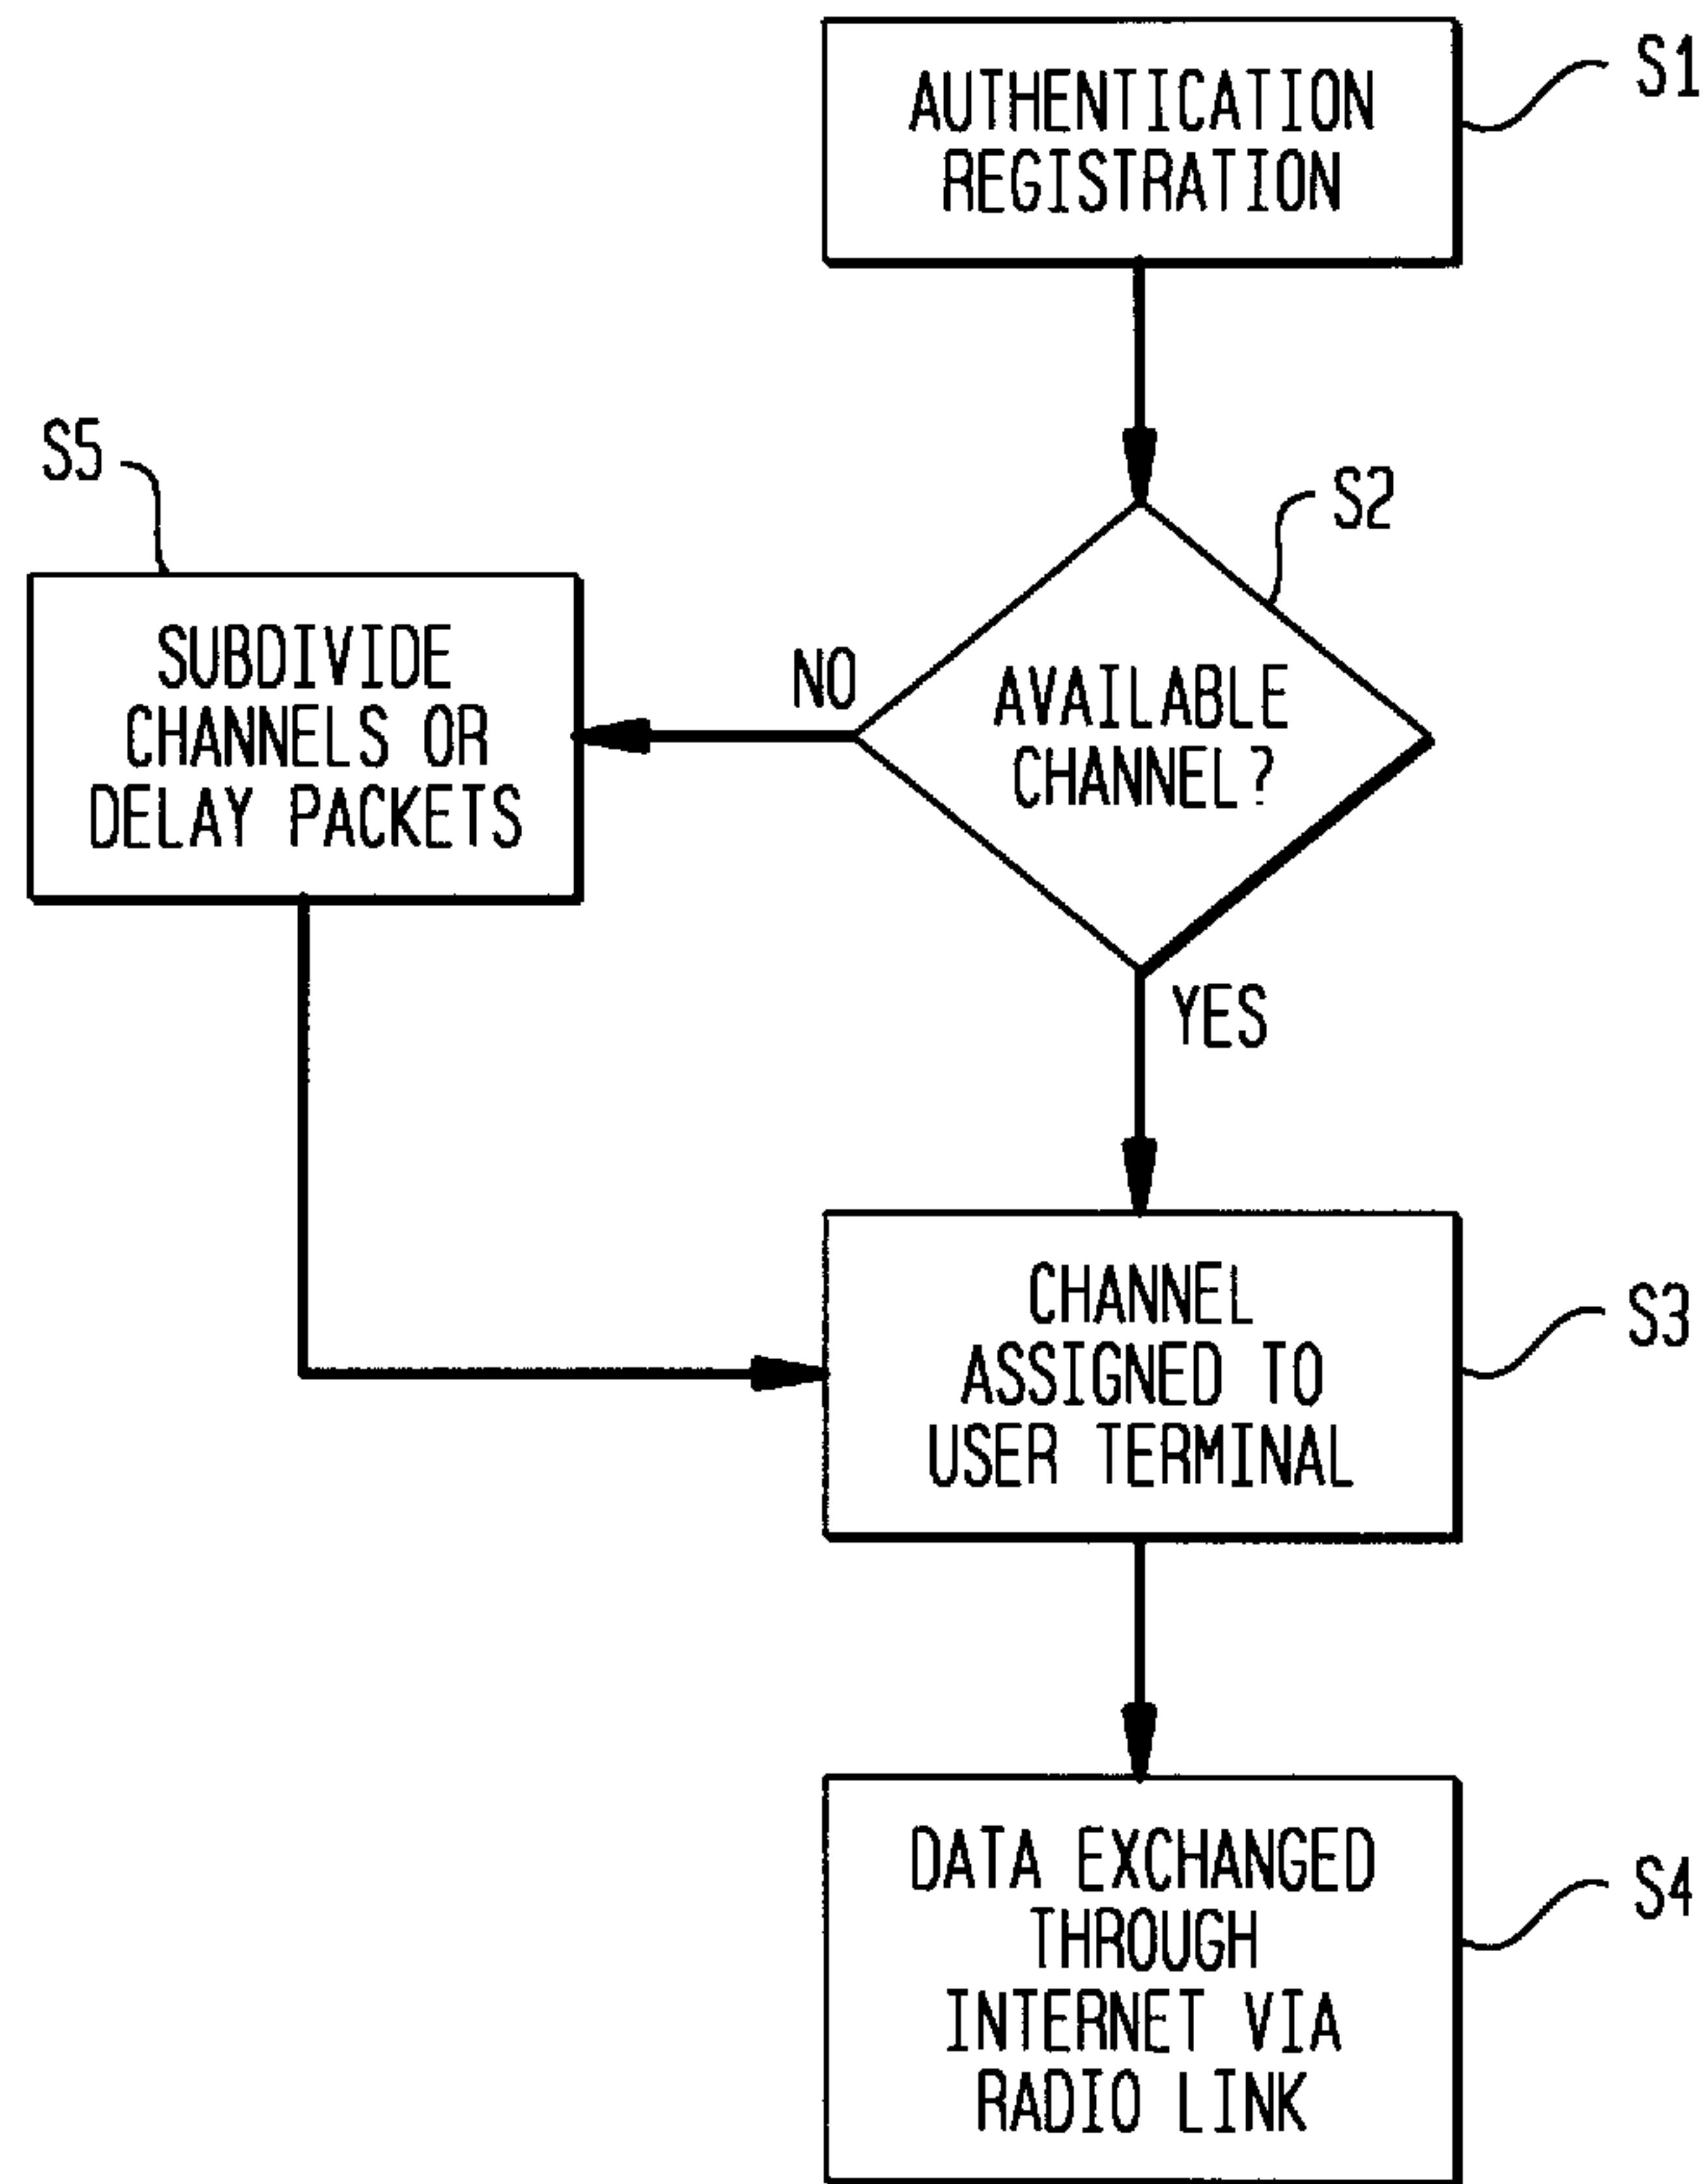 AUTHENTICATION
REGISTRATION
S1
S2
AVAILABLE
CHANNEL?
NO
YES
S5
SUBDIVIDE
CHANNELS OR
DELAY PACKETS
CHANNEL
ASSIGNED TO
USER TERMINAL
S3
DATA EXCHANGED
THROUGH
INTERNET VIA
RADIO LINK
S4